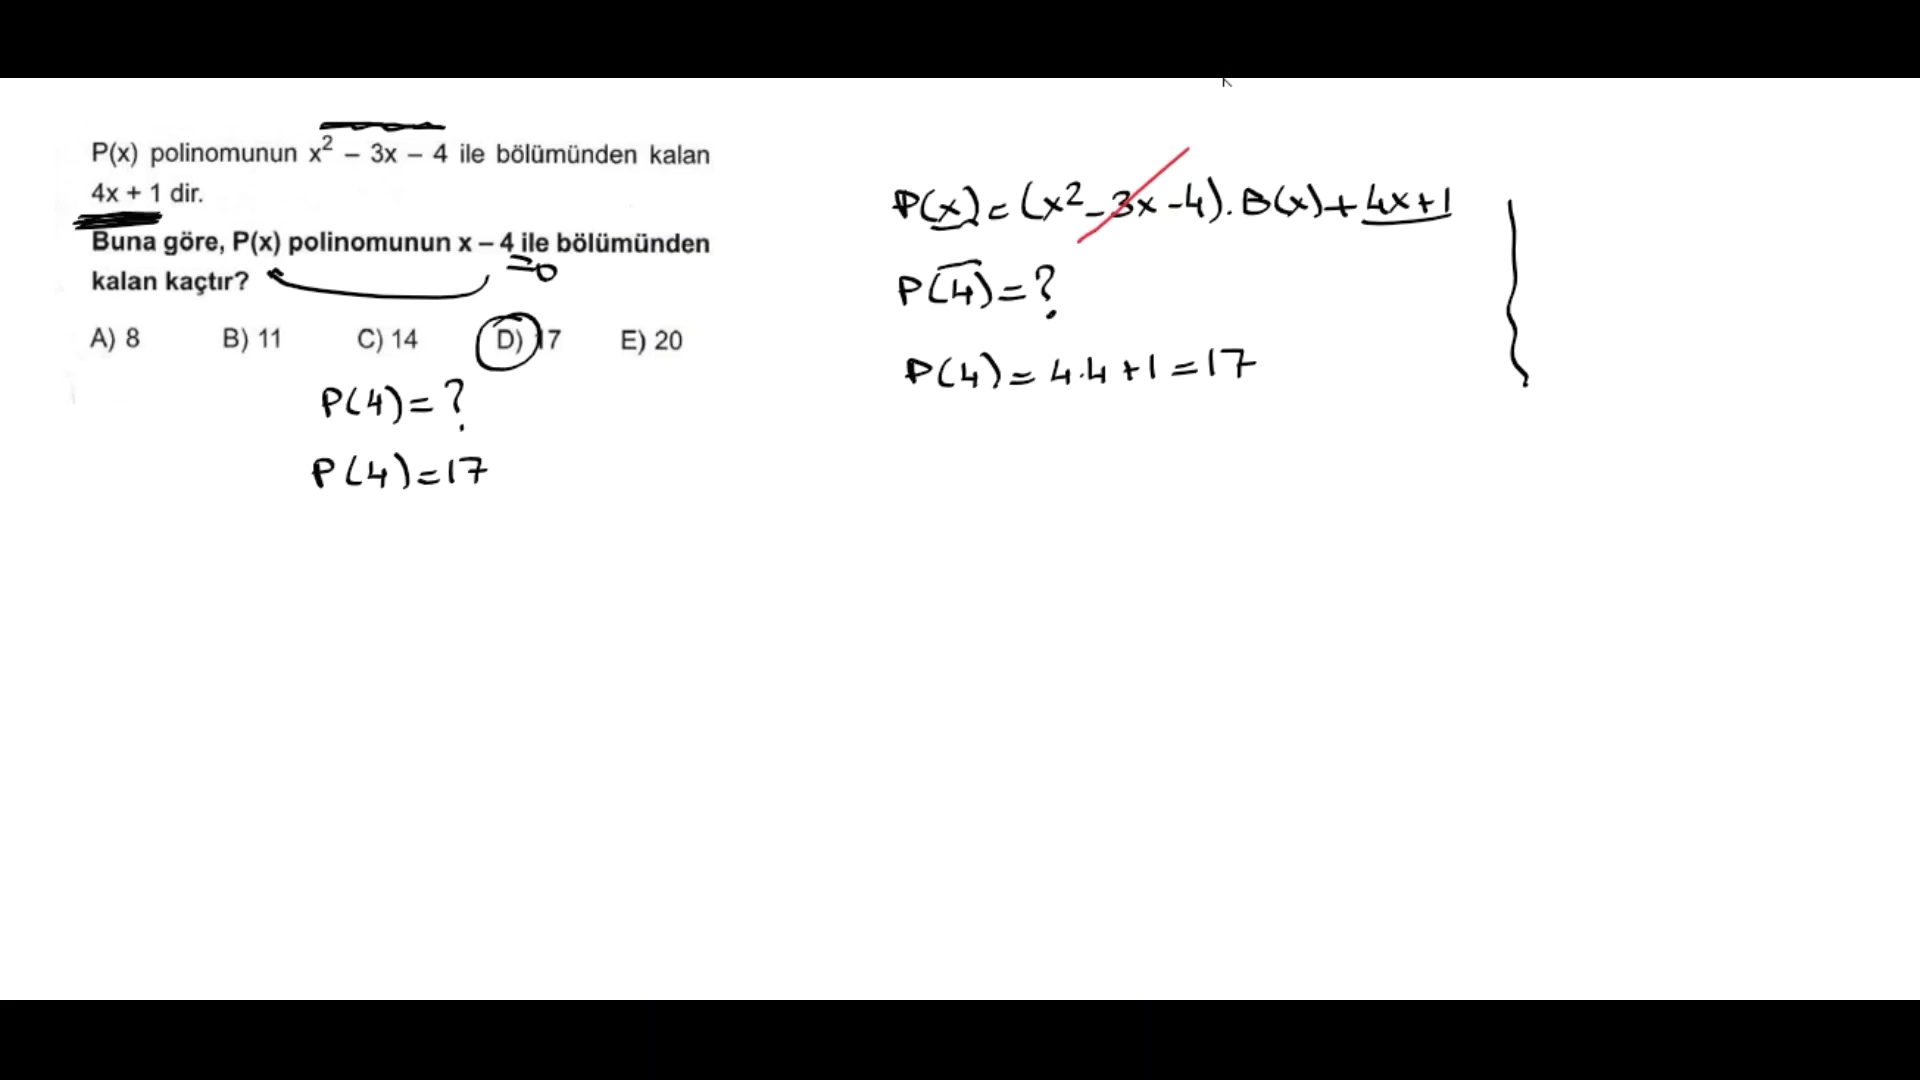 P(x) polinomunun x² – 3x – 4 ile bölümünden kalan
4x + 1 dir.
Buna göre, P(x) polinomunun x – 4 ile bölümünden
=0
kalan kaçtır?
A) 8 B) 11 C) 14 D) 17 E) 20
P(4)=?
P(4)=17
P(x)=(x²-3x-4).B(x)+4x+1
P(4)=?
P(4)=4.4+1=17